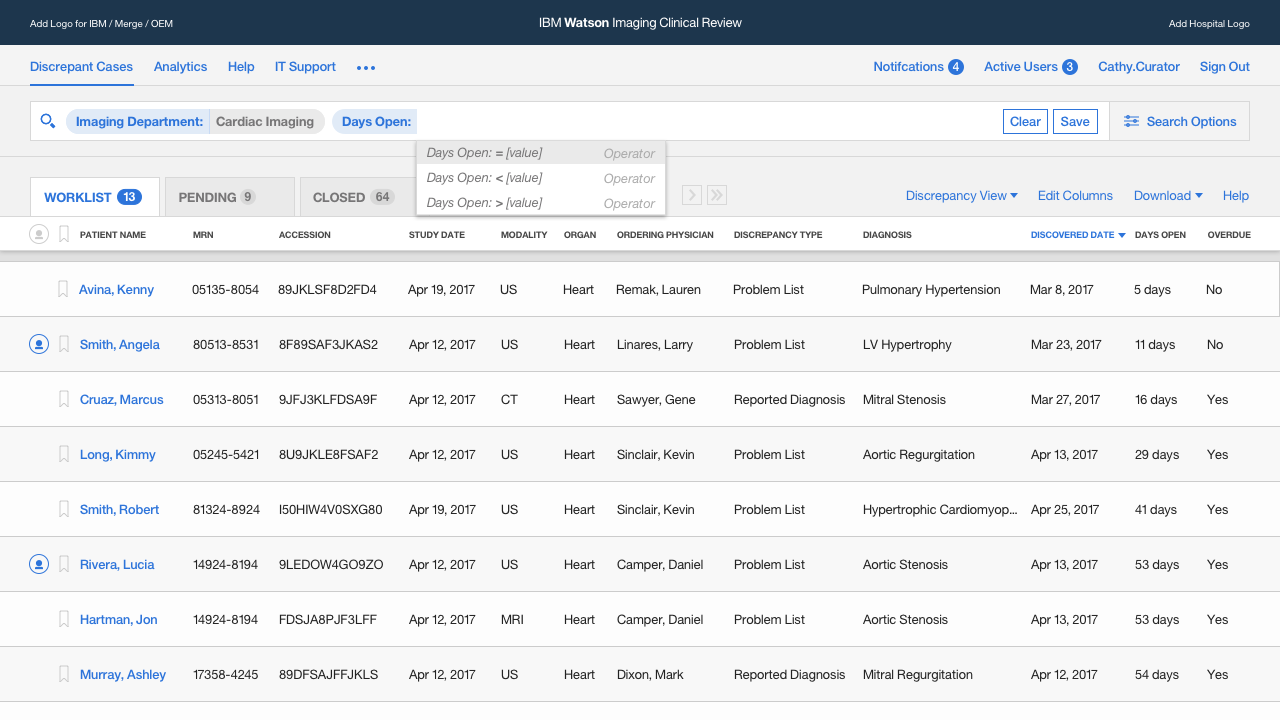 Add Logo for IBM / Merge / OEM
IBM Watson Imaging Clinical Review
Add Hospital Logo
Discrepant Cases Analytics Help IT Support
Notifcations 4 Active Users 3 Cathy.Curator Sign Out
Imaging Department: Cardiac Imaging Days Open:
Clear Save Search Options
Days Open: = [value] Operator
Days Open: < [value] Operator
Days Open: > [value] Operator
WORKLIST 13 PENDING 9 CLOSED 64
Discrepancy View Edit Columns Download Help
PATIENT NAME MRN ACCESSION STUDY DATE MODALITY ORGAN ORDERING PHYSICIAN DISCREPANCY TYPE DIAGNOSIS DISCOVERED DATE DAYS OPEN OVERDUE
Avina, Kenny 05135-8054 89JKLSF8D2FD4 Apr 19, 2017 US Heart Remak, Lauren Problem List Pulmonary Hypertension Mar 8, 2017 5 days No
Smith, Angela 80513-8531 8F89SAF3JKAS2 Apr 12, 2017 US Heart Linares, Larry Problem List LV Hypertrophy Mar 23, 2017 11 days No
Cruaz, Marcus 05313-8051 9JFJ3KLFDSA9F Apr 12, 2017 CT Heart Sawyer, Gene Reported Diagnosis Mitral Stenosis Mar 27, 2017 16 days Yes
Long, Kimmy 05245-5421 8U9JKLE8FSAF2 Apr 12, 2017 US Heart Sinclair, Kevin Problem List Aortic Regurgitation Apr 13, 2017 29 days Yes
Smith, Robert 81324-8924 I50HIW4V0SXG80 Apr 19, 2017 US Heart Sinclair, Kevin Problem List Hypertrophic Cardiomyop... Apr 25, 2017 41 days Yes
Rivera, Lucia 14924-8194 9LEDOW4GO9ZO Apr 12, 2017 US Heart Camper, Daniel Problem List Aortic Stenosis Apr 13, 2017 53 days Yes
Hartman, Jon 14924-8194 FDSJA8PJF3LFF Apr 12, 2017 MRI Heart Camper, Daniel Problem List Aortic Stenosis Apr 13, 2017 53 days Yes
Murray, Ashley 17358-4245 89DFSAJFFJKLS Apr 12, 2017 US Heart Dixon, Mark Reported Diagnosis Mitral Regurgitation Apr 12, 2017 54 days Yes